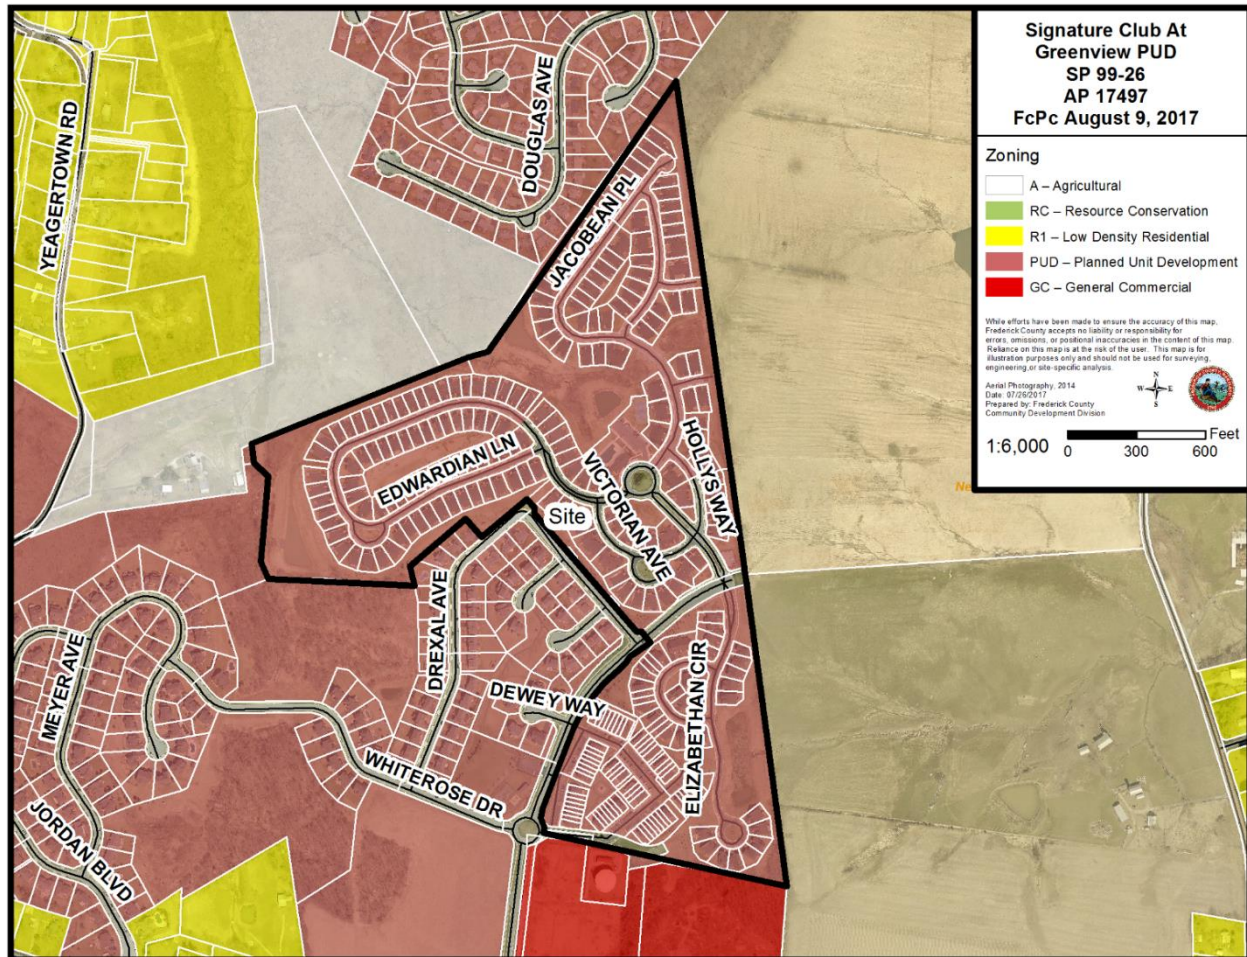 Signature Club At
Greenview PUD
SP 99-26
AP 17497
FcPc August 9, 2017
Zoning
A – Agricultural
RC – Resource Conservation
R1 – Low Density Residential
PUD – Planned Unit Development
GC – General Commercial
While efforts have been made to ensure the accuracy of this map,
Frederick County accepts no liability or responsibility for
errors, omissions, or positional inaccuracies in the content of this map.
Reliance on this map is at the risk of the user. This map is for
illustration purposes only and should not be used for surveying,
engineering, or site-specific analysis.
Aerial Photography, 2014
Date: 07/26/2017
Prepared by: Frederick County
Community Development Division
N
W E
S
1:6,000
Feet
0 300 600
YEAGERTOWN RD
DOUGLAS AVE
JACOBEAN PL
EDWARDIAN LN
HOLLYS WAY
VICTORIAN AVE
Site
DREXAL AVE
MEYER AVE
DEWEY WAY
ELIZABETHAN CIR
WHITEROSE DR
JORDAN BLVD
Ne